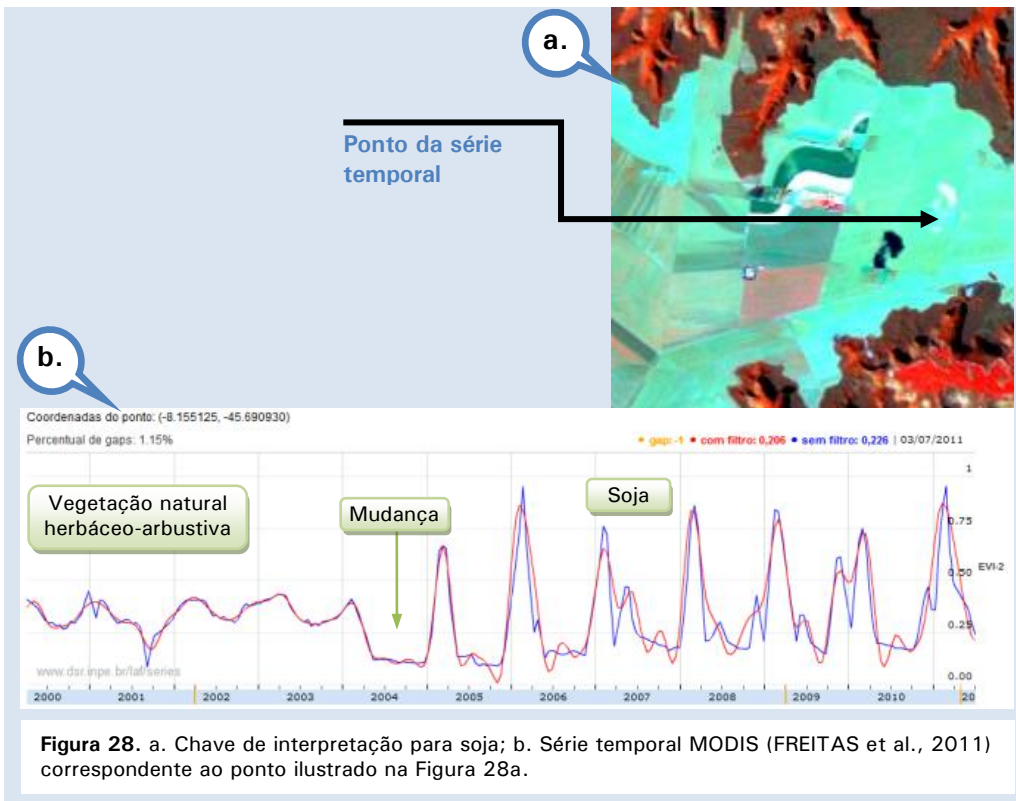 a.
Ponto da série
temporal
b.
Coordenadas do ponto: (-8.155125, -45.690930)
Percentual de gaps: 1.15%
• gap:-1 • com filtro: 0,206 • sem filtro: 0,226 | 03/07/2011
Vegetação natural
herbáceo-arbustiva
Mudança
Soja
1
0.75
0.50 EVI-2
0.25
0.00
www.dsr.inpe.br/laf/series
2000 2001 2002 2003 2004 2005 2006 2007 2008 2009 2010 20
Figura 28. a. Chave de interpretação para soja; b. Série temporal MODIS (FREITAS et al., 2011)
correspondente ao ponto ilustrado na Figura 28a.